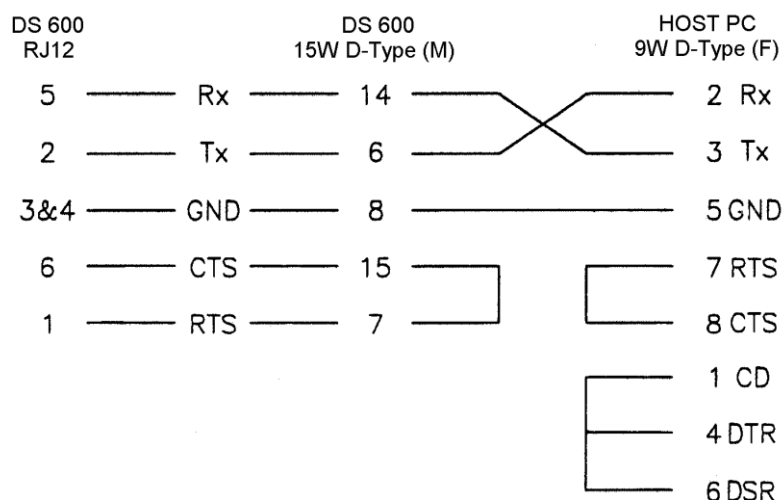 DS 600 DS 600 HOST PC
RJ12 15W D-Type (M) 9W D-Type (F)
5 Rx 14 2 Rx
2 Tx 6 3 Tx
3&4 GND 8 5 GND
6 CTS 15 7 RTS
1 RTS 7 8 CTS
1 CD
4 DTR
6 DSR